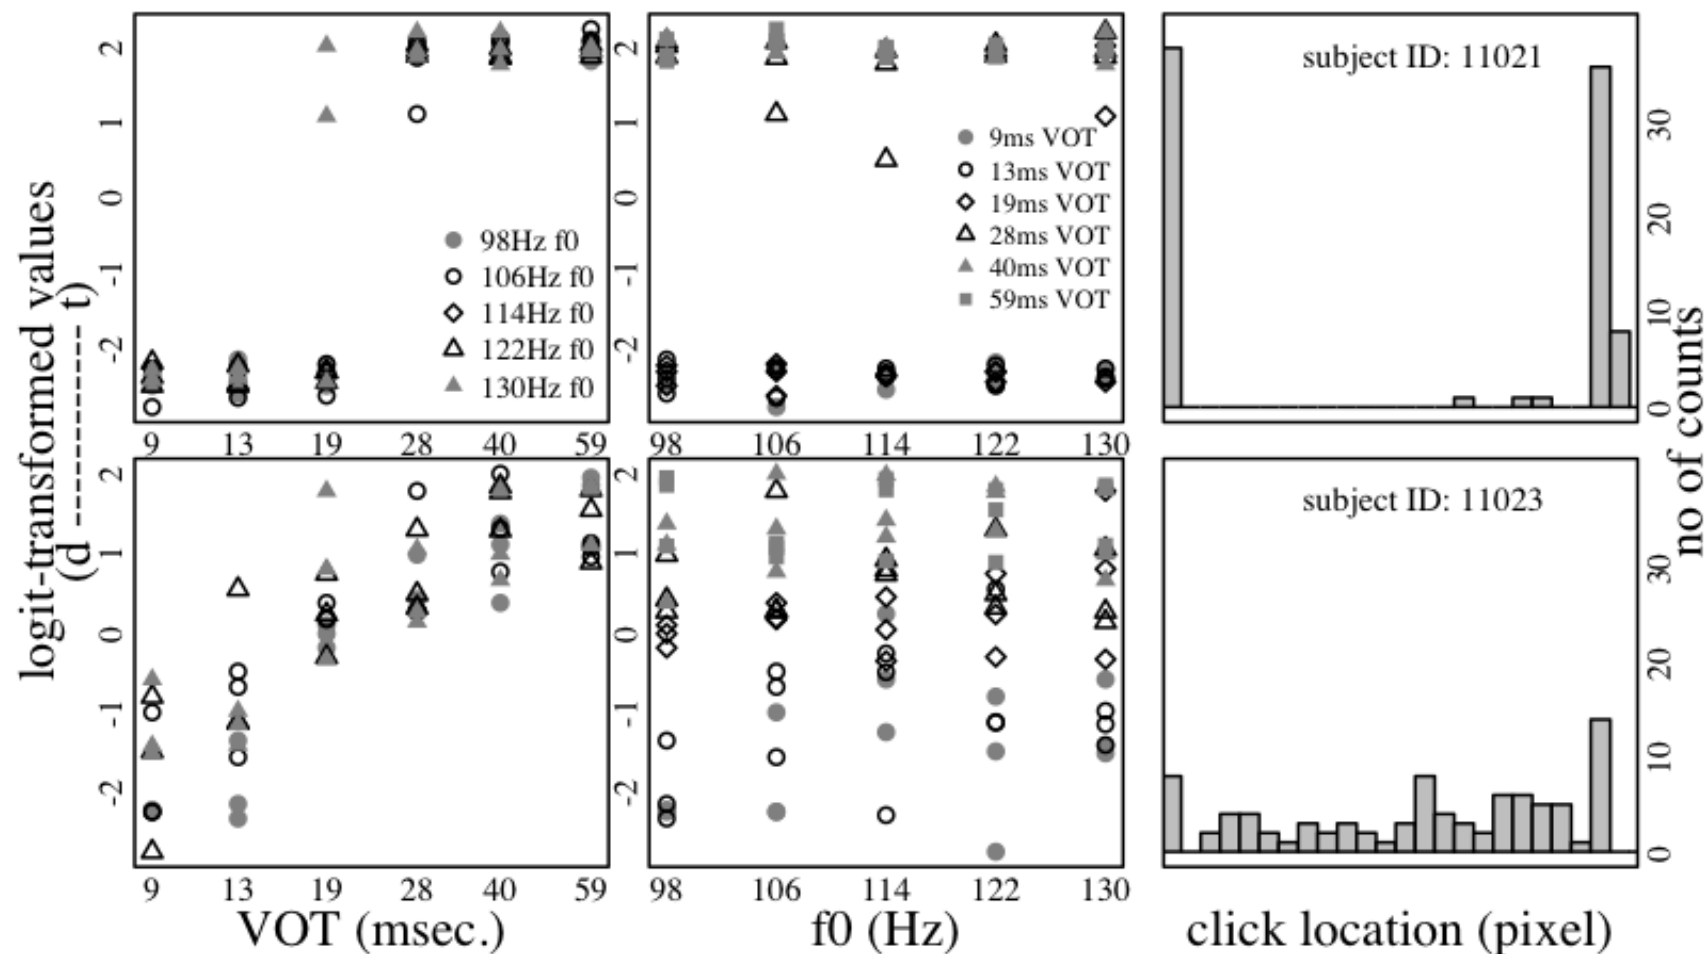 logit-transformed values
(d ----------- t)
2
1
0
-1
-2
98Hz f0
106Hz f0
114Hz f0
122Hz f0
130Hz f0
9 13 19 28 40 59
2
1
0
-1
-2
9ms VOT
13ms VOT
19ms VOT
28ms VOT
40ms VOT
59ms VOT
98 106 114 122 130
subject ID: 11021
30
20
10
0
2
1
0
-1
-2
9 13 19 28 40 59
VOT (msec.)
2
1
0
-1
-2
98 106 114 122 130
f0 (Hz)
subject ID: 11023
30
20
10
0
click location (pixel)
no of counts